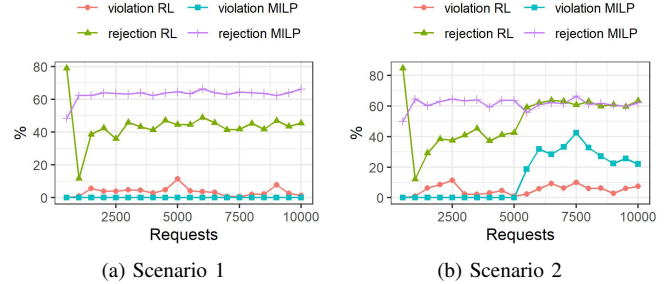 violation RL violation MILP
rejection RL rejection MILP
80
60
40
20
0
%
2500 5000 7500 10000
Requests
(a) Scenario 1
violation RL violation MILP
rejection RL rejection MILP
80
60
40
20
0
%
2500 5000 7500 10000
Requests
(b) Scenario 2